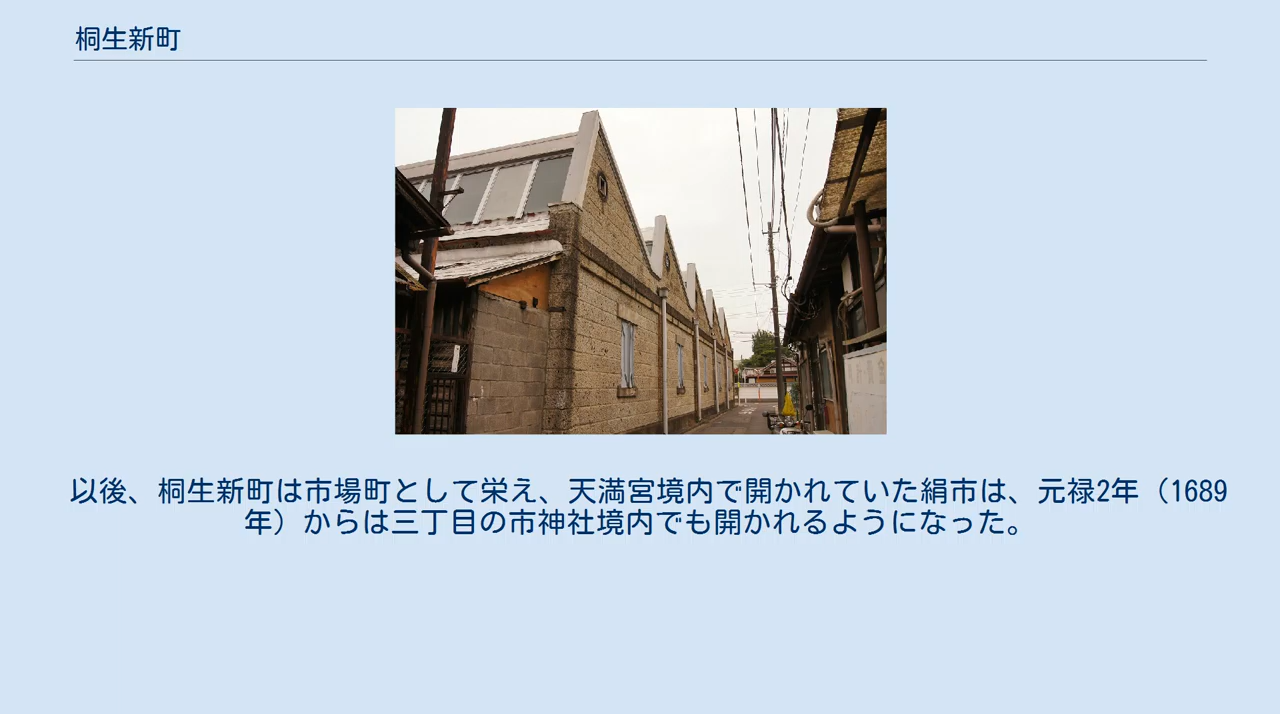 桐生新町
以後、桐生新町は市場町として栄え、天満宮境内で開かれていた絹市は、元禄2年（1689
年）からは三丁目の市神社境内でも開かれるようになった。